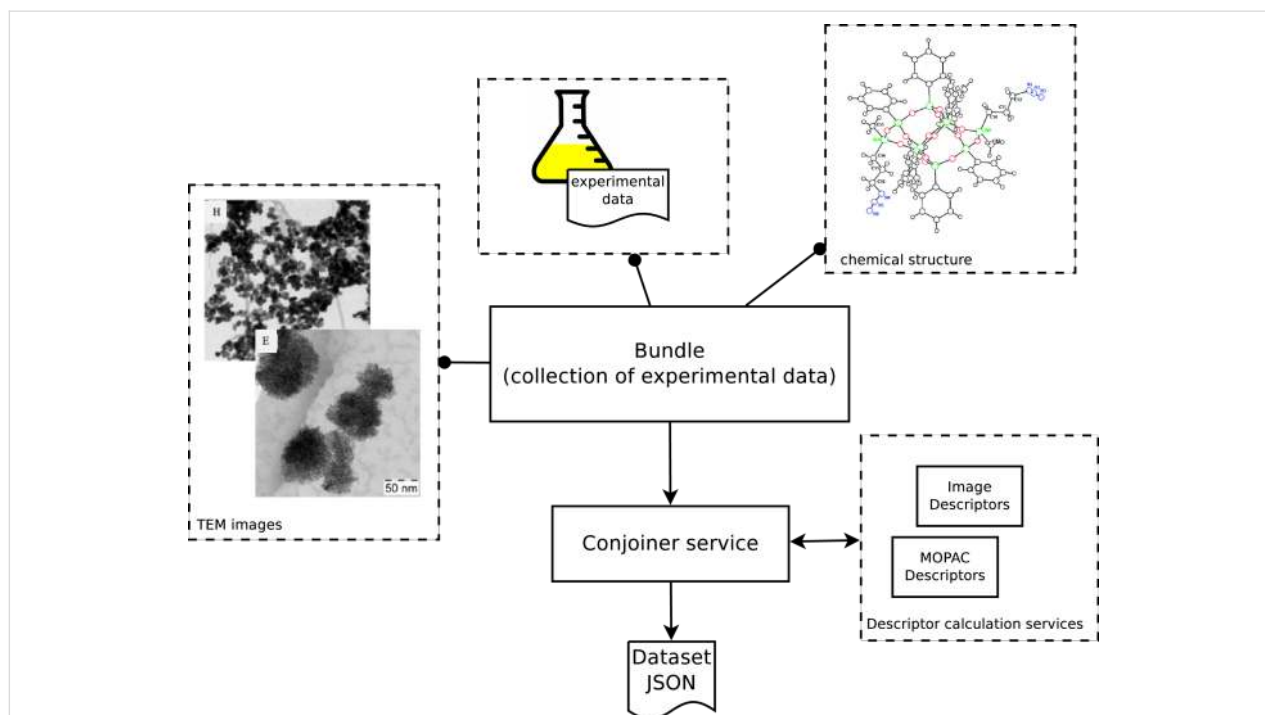 experimental
data
chemical structure
H
E
50 nm
TEM images
Bundle
(collection of experimental data)
Conjoiner service
Image
Descriptors
MOPAC
Descriptors
Descriptor calculation services
Dataset
JSON